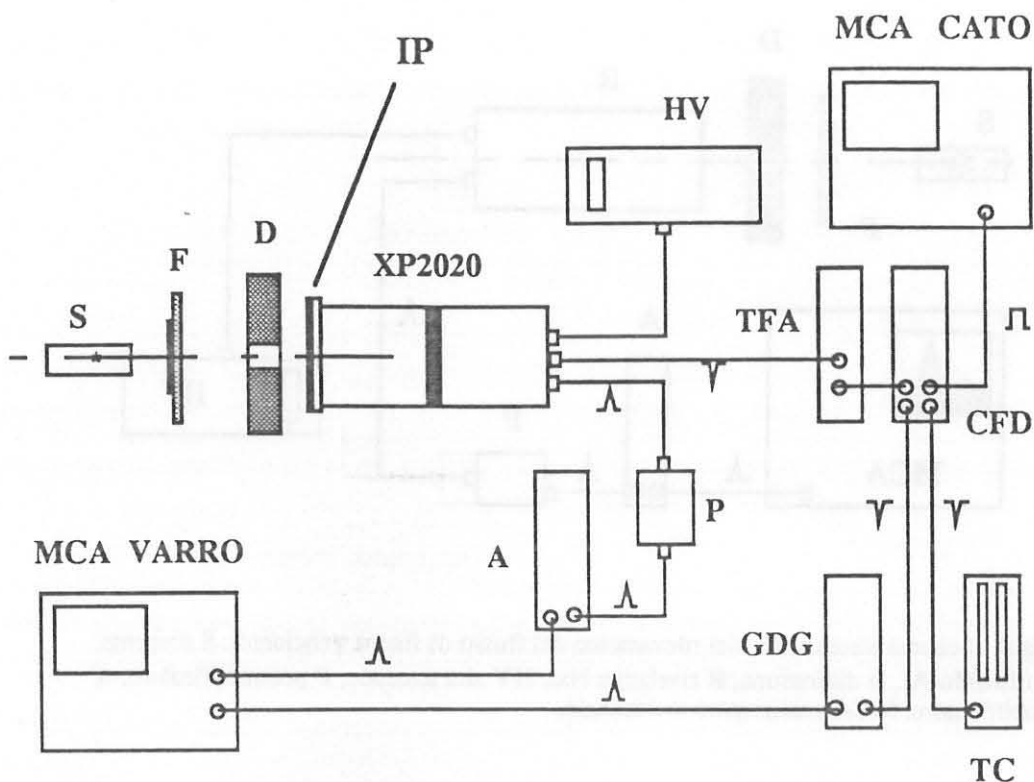 MCA CATO
IP
HV
D
F
XP2020
S
TFA
CFD
P
A
MCA VARRO
GDG
TC